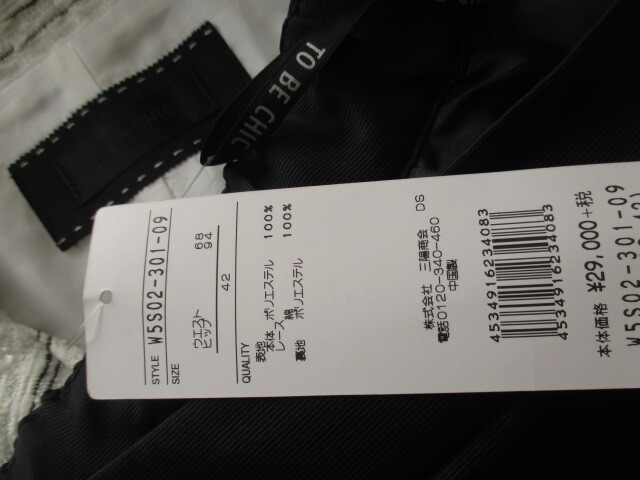 TO BE CHIC
STYLE W5S02-301-09
SIZE
ウエスト 68
ヒップ 94
42
QUALITY
表地
本体 ポリエステル 100%
レース 綿 100%
裏地 ポリエステル
株式会社 三陽商会 DS
電話0120-340-460
中国製
4534916234083
4534916234083
本体価格 ¥29,000+税
W5S02-301-09